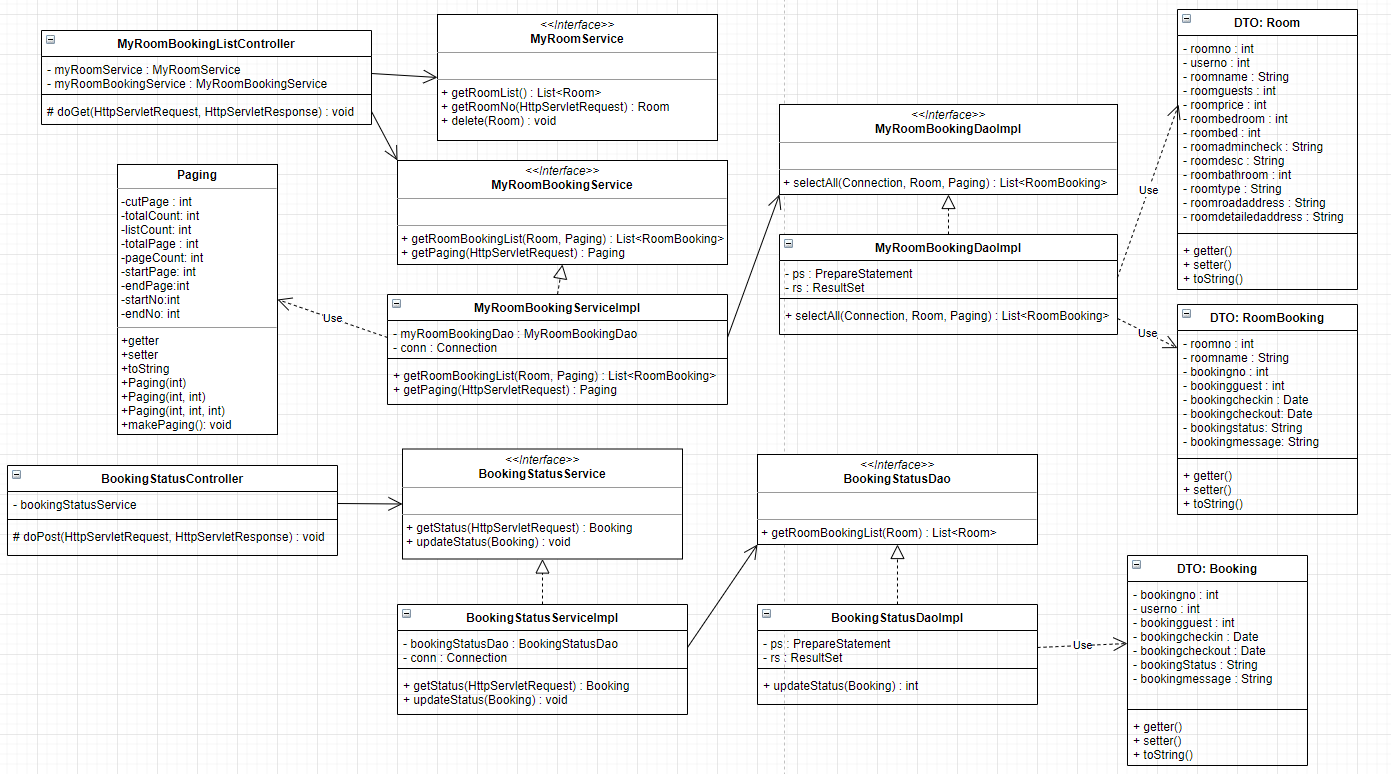 MyRoomBookingListController
- myRoomService : MyRoomService
- myRoomBookingService : MyRoomBookingService
# doGet(HttpServletRequest, HttpServletResponse) : void
<<Interface>>
MyRoomService
+ getRoomList() : List<Room>
+ getRoomNo(HttpServletRequest) : Room
+ delete(Room) : void
<<Interface>>
MyRoomBookingService
+ getRoomBookingList(Room, Paging) : List<RoomBooking>
+ getPaging(HttpServletRequest) : Paging
Paging
-cutPage : int
-totalCount: int
-listCount: int
-totalPage : int
-pageCount: int
-startPage: int
-endPage:int
-startNo:int
-endNo: int
+getter
+setter
+toString
+Paging(int)
+Paging(int, int)
+Paging(int, int, int)
+makePaging(): void
Use
MyRoomBookingServiceImpl
- myRoomBookingDao : MyRoomBookingDao
- conn : Connection
+ getRoomBookingList(Room, Paging) : List<RoomBooking>
+ getPaging(HttpServletRequest) : Paging
<<Interface>>
MyRoomBookingDaoImpl
+ selectAll(Connection, Room, Paging) : List<RoomBooking>
MyRoomBookingDaoImpl
- ps : PrepareStatement
- rs : ResultSet
+ selectAll(Connection, Room, Paging) : List<RoomBooking>
Use
Use
DTO: Room
- roomno : int
- userno : int
- roomname : String
- roomguests : int
- roomprice : int
- roombedroom : int
- roombed : int
- roomadmincheck : String
- roomdesc : String
- roombathroom : int
- roomtype : String
- roomroadaddress : String
- roomdetailedaddress : String
+ getter()
+ setter()
+ toString()
DTO: RoomBooking
- roomno : int
- roomname : String
- bookingno : int
- bookingguest : int
- bookingcheckin : Date
- bookingcheckout: Date
- bookingstatus: String
- bookingmessage: String
+ getter()
+ setter()
+ toString()
BookingStatusController
- bookingStatusService
# doPost(HttpServletRequest, HttpServletResponse) : void
<<Interface>>
BookingStatusService
+ getStatus(HttpServletRequest) : Booking
+ updateStatus(Booking) : void
BookingStatusServiceImpl
- bookingStatusDao : BookingStatusDao
- conn : Connection
+ getStatus(HttpServletRequest) : Booking
+ updateStatus(Booking) : void
<<Interface>>
BookingStatusDao
+ getRoomBookingList(Room) : List<Room>
BookingStatusDaoImpl
- ps : PrepareStatement
- rs : ResultSet
+ updateStatus(Booking) : int
Use
DTO: Booking
- bookingno : int
- userno : int
- bookingguest : int
- bookingcheckin : Date
- bookingcheckout : Date
- bookingStatus : String
- bookingmessage : String
+ getter()
+ setter()
+ toString()